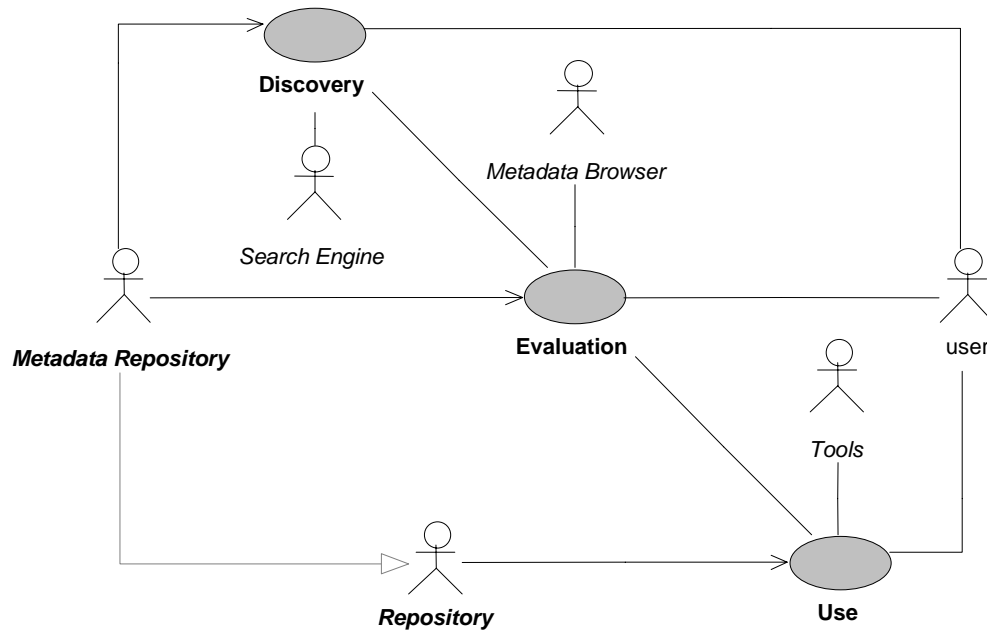 Discovery
Metadata Browser
Search Engine
Metadata Repository
Evaluation
user
Tools
Repository
Use